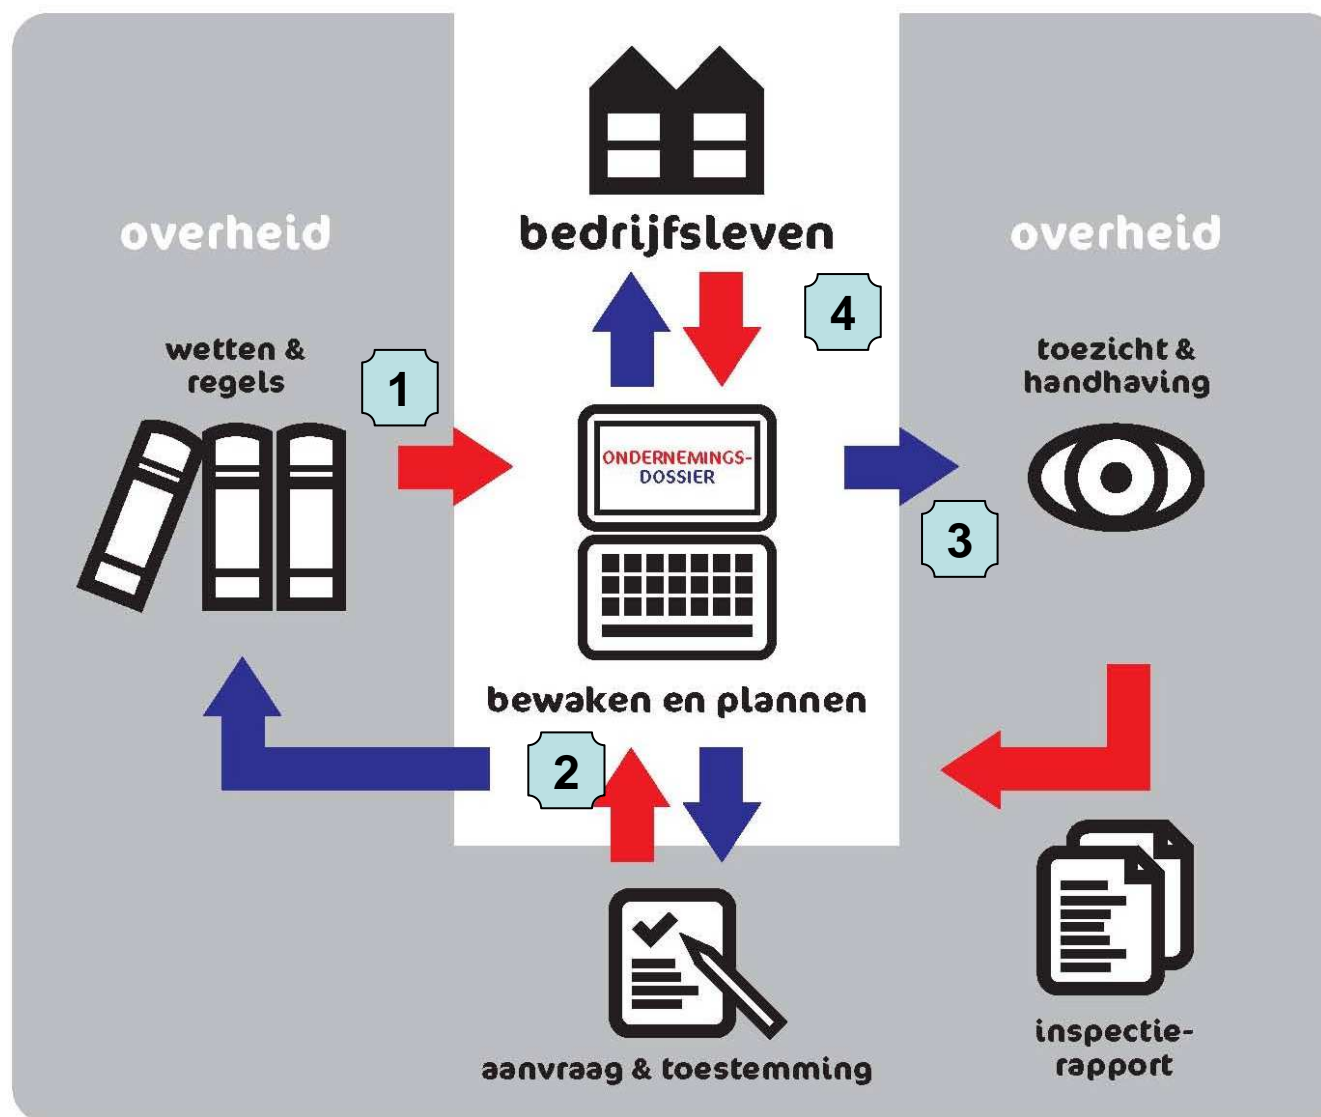 overheid
bedrijfsleven
overheid
wetten &
regels
1
4
toezicht &
handhaving
ONDERNEMINGS-
DOSSIER
3
bewaken en plannen
2
aanvraag & toestemming
inspectie-
rapport